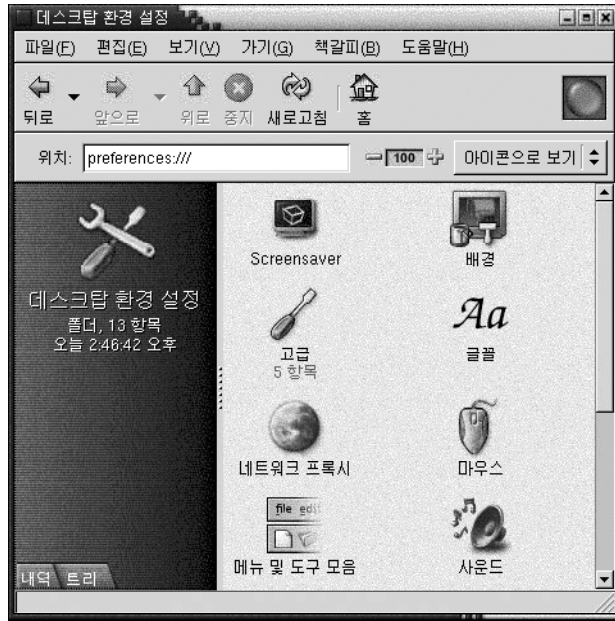 데스크탑 환경 설정
파일(F) 편집(E) 보기(V) 가기(G) 책갈피(B) 도움말(H)
뒤로 앞으로 위로 중지 새로고침 홈
위치: preferences:/// 100 아이콘으로 보기
데스크탑 환경 설정
폴더, 13 항목
오늘 2:46:42 오후
Screensaver 배경
Aa
고급 글꼴
5 항목
네트워크 프록시 마우스
file edit
메뉴 및 도구 모음 사운드
내역 트리